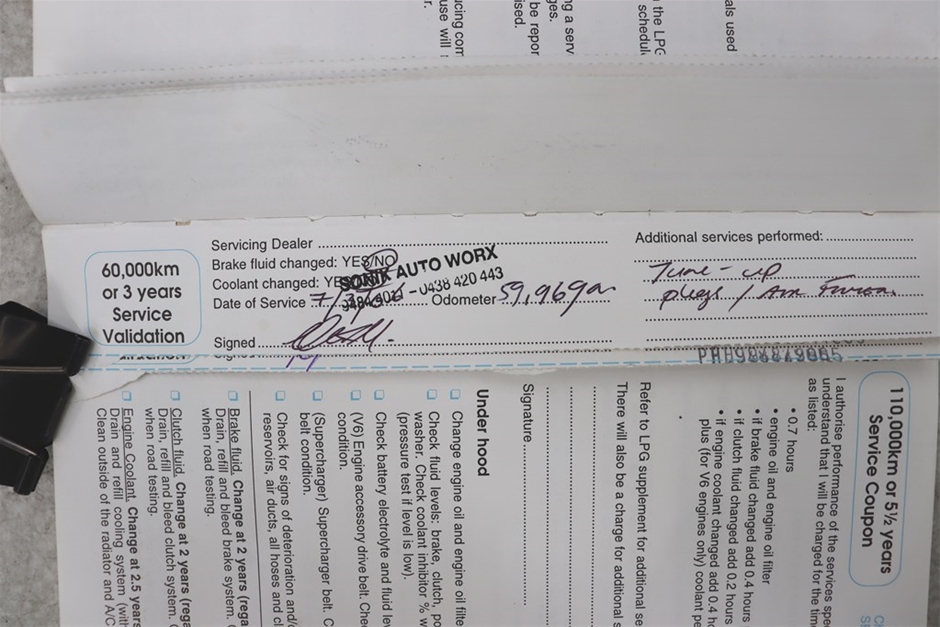 ucing com
use will
r.
ng a serv
be repor
ges.
ised.
the LPG
schedul
als used
60,000km
or 3 years
Service
Validation
Servicing Dealer
Brake fluid changed: YES/NO
Coolant changed: YE
SONIK AUTO WORX
0438 420 443
Date of Service 7/3/
Odometer 59,969
Signed
Additional services performed:
Tune-up
plugs /
110,000km or 5½ years
Service Coupon
I authorise performance of the services spe
understand that I will be charged for the tim
as listed:
• 0.7 hours
• engine oil and engine oil filter
• if brake fluid changed add 0.4 hours
• if clutch fluid changed add 0.2 hours
• if engine coolant changed add 0.4 h
plus (for V6 engines only) coolant pe
Refer to LPG supplement for additional se
There will also be a charge for additional s
Signature
Under hood
Change engine oil and engine oil filte
Check fluid levels: brake, clutch, po
washer. Check coolant inhibitor % w
(pressure test if level is low).
Check battery electrolyte and fluid lev
(V6) Engine accessory drive belt. Che
condition.
(Supercharger) Supercharger belt. C
belt condition.
Check for signs of deterioration and/o
reservoirs, air ducts, all hoses and cl
Brake fluid. Change at 2 years (rega
Drain, refill and bleed brake system. (
when road testing.
Clutch fluid. Change at 2 years (rega
Drain, refill and bleed clutch system. (
when road testing.
Engine Coolant. Change at 2.5 years
Drain and refill cooling system (with
Clean outside of the radiator and A/C